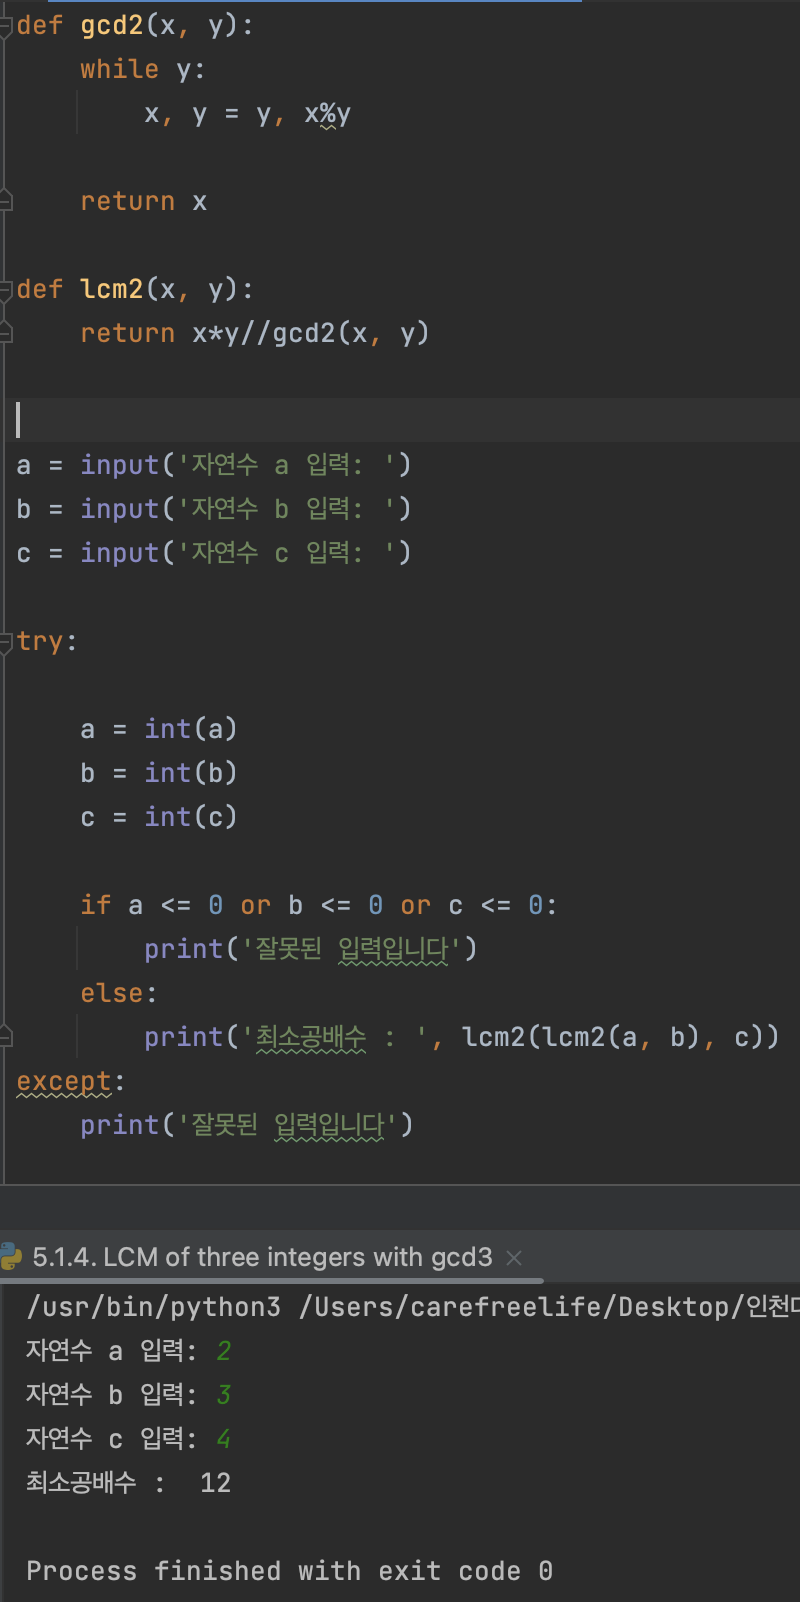 def gcd2(x, y):
    while y:
        x, y = y, x%y
    return x
def lcm2(x, y):
    return x*y//gcd2(x, y)
a = input('자연수 a 입력: ')
b = input('자연수 b 입력: ')
c = input('자연수 c 입력: ')
try:
    a = int(a)
    b = int(b)
    c = int(c)
    if a <= 0 or b <= 0 or c <= 0:
        print('잘못된 입력입니다')
    else:
        print('최소공배수 : ', lcm2(lcm2(a, b), c))
except:
    print('잘못된 입력입니다')
5.1.4. LCM of three integers with gcd3
/usr/bin/python3 /Users/carefreelife/Desktop/인천
자연수 a 입력: 2
자연수 b 입력: 3
자연수 c 입력: 4
최소공배수 :  12
Process finished with exit code 0